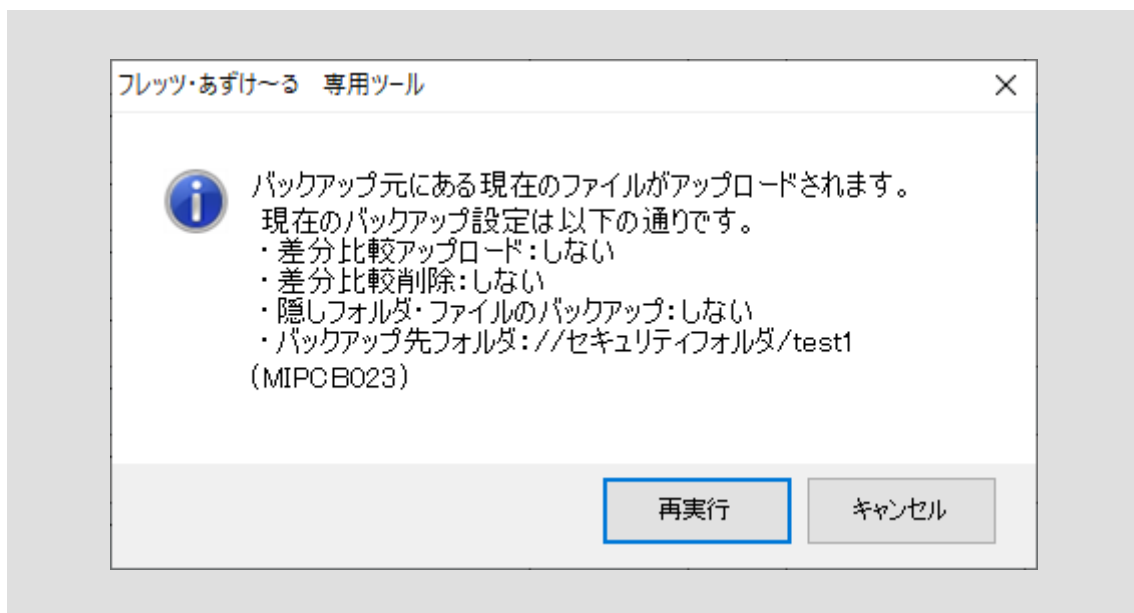 フレッツ・あずけ～る　専用ツール
バックアップ元にある現在のファイルがアップロードされます。
現在のバックアップ設定は以下の通りです。
・差分比較アップロード：しない
・差分比較削除：しない
・隠しフォルダ・ファイルのバックアップ：しない
・バックアップ先フォルダ：//セキュリティフォルダ/test1
（MIPCB023）
再実行
キャンセル